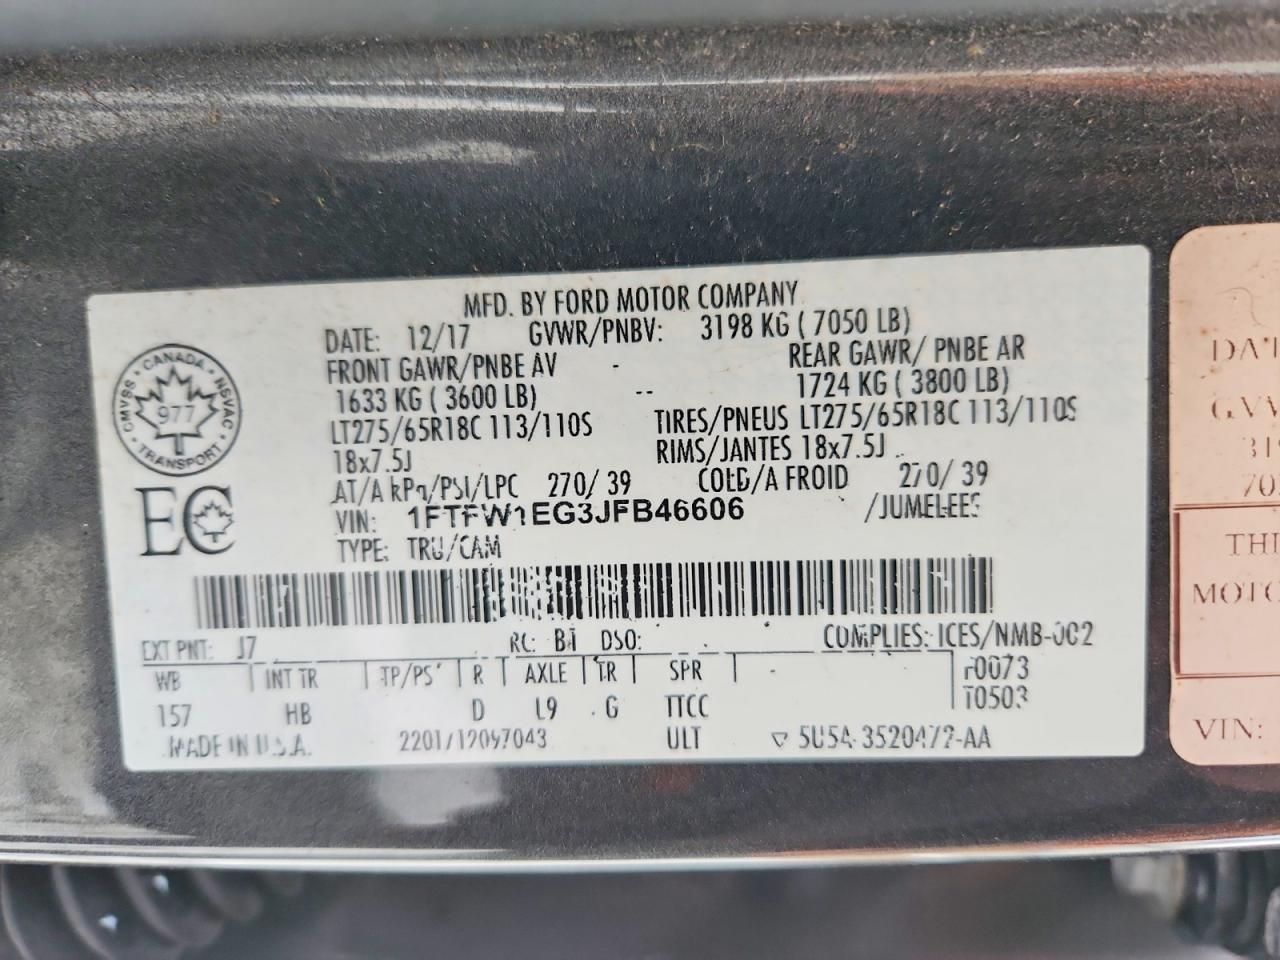 MFD. BY FORD MOTOR COMPANY
DATE: 12/17 GVWR/PNBV: 3198 KG ( 7050 LB)
FRONT GAWR/PNBE AV - REAR GAWR/ PNBE AR
1633 KG ( 3600 LB) -- 1724 KG ( 3800 LB)
LT275/65R18C 113/110S TIRES/PNEUS LT275/65R18C 113/110S
18x7.5J RIMS/JANTES 18x7.5J
AT/A kPa/PSI/LPC 270/ 39 COLD/A FROID 270/ 39
VIN: 1FTFW1EG3JFB46606 /JUMELEES
TYPE: TRU/CAM
CMVSS • CANADA • NSVAC •
977
TRANSPORT
EC
EXT PNT: J7 RC: DSO: COMPLIES: ICES/NMB-002
WB INT TR TP/PS R AXLE TR SPR - F0073
157 HB D L9 G TTCC T0503
MADE IN U.S.A. ULT ▽ 5U54-3520472-AA
DAT
GVW
31
70
THI
MOTO
VIN: